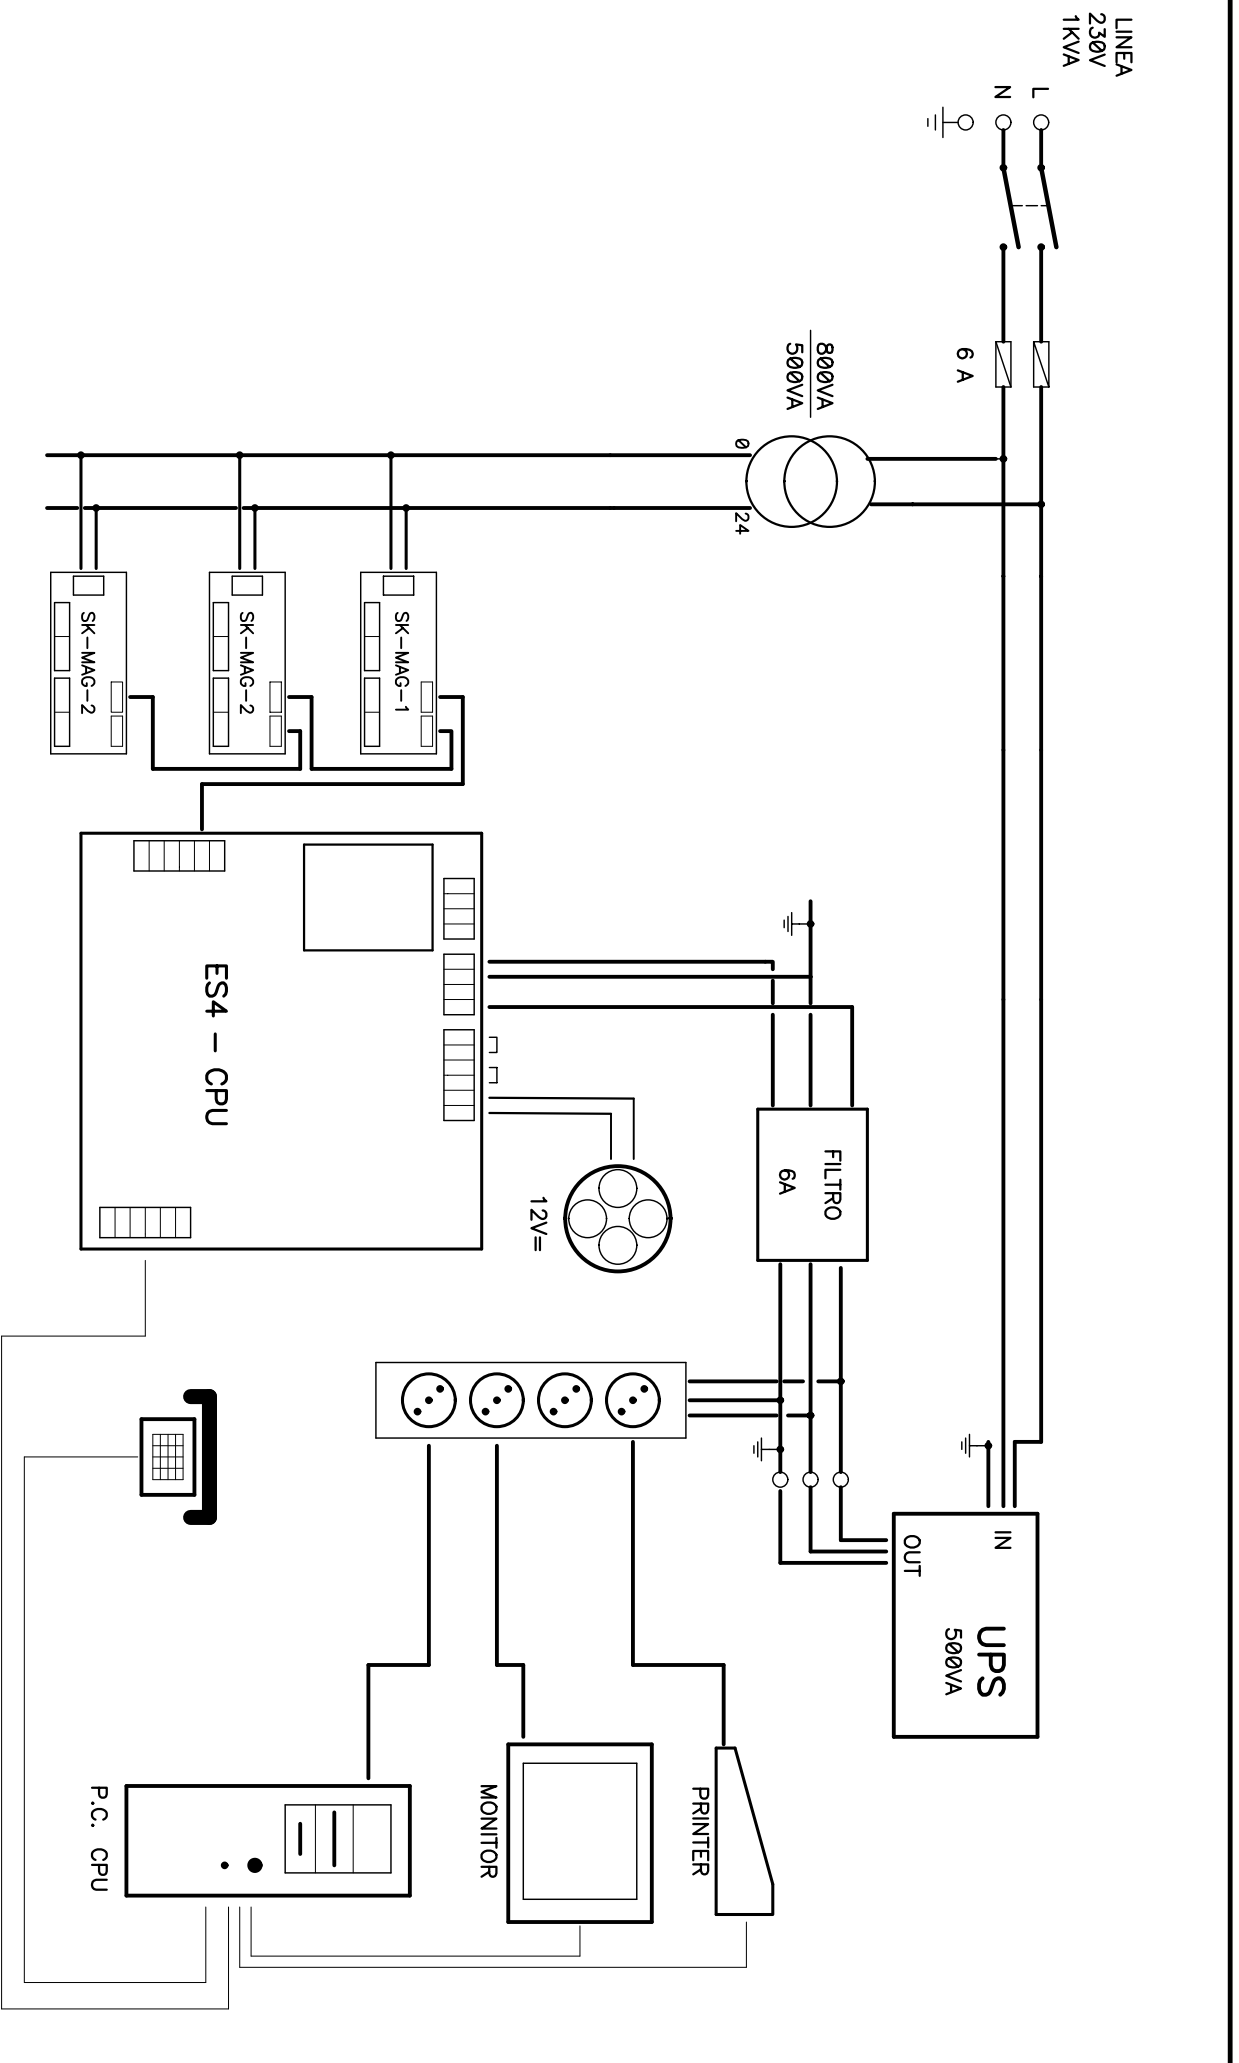 LINEA
230V
1KVA
L
N
6 A
800VA
500VA
0
24
SK-MAG-2
SK-MAG-2
SK-MAG-1
ES4 - CPU
FILTRO
6A
12V=
IN
OUT
UPS
500VA
P.C. CPU
MONITOR
PRINTER